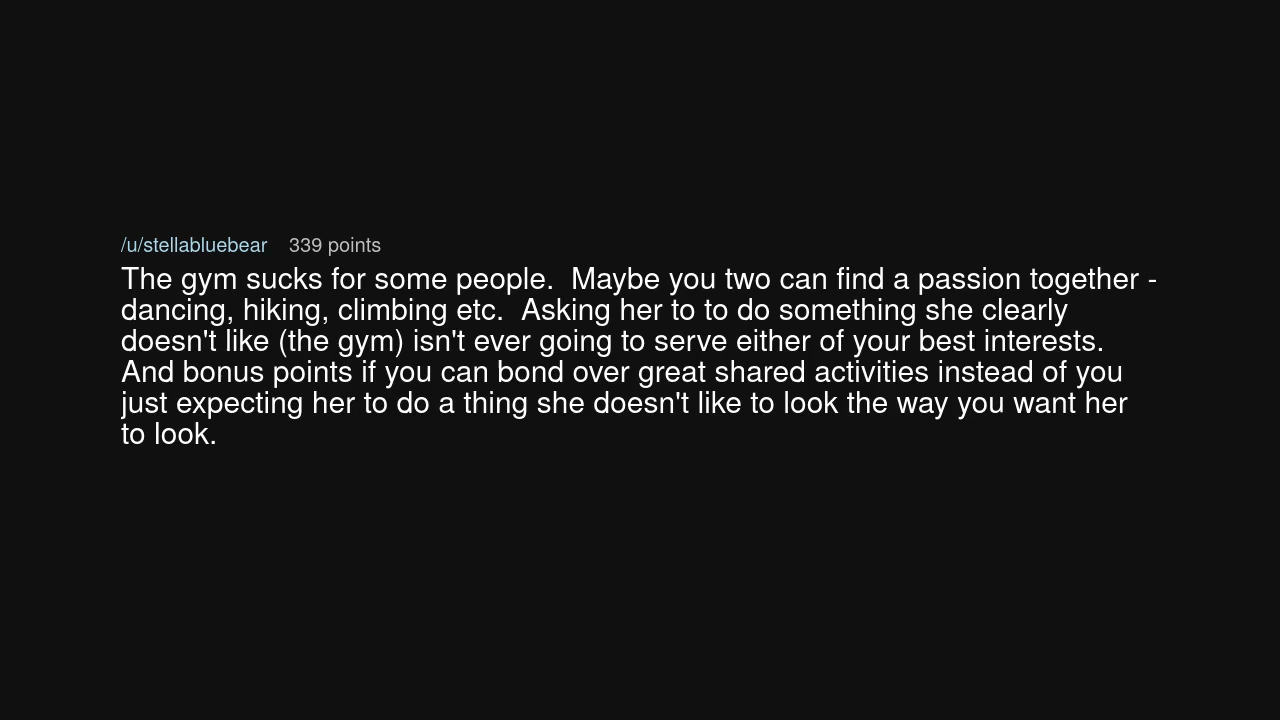 /u/stellabluebear 339 points
The gym sucks for some people.  Maybe you two can find a passion together -
dancing, hiking, climbing etc.  Asking her to to do something she clearly
doesn't like (the gym) isn't ever going to serve either of your best interests.
And bonus points if you can bond over great shared activities instead of you
just expecting her to do a thing she doesn't like to look the way you want her
to look.